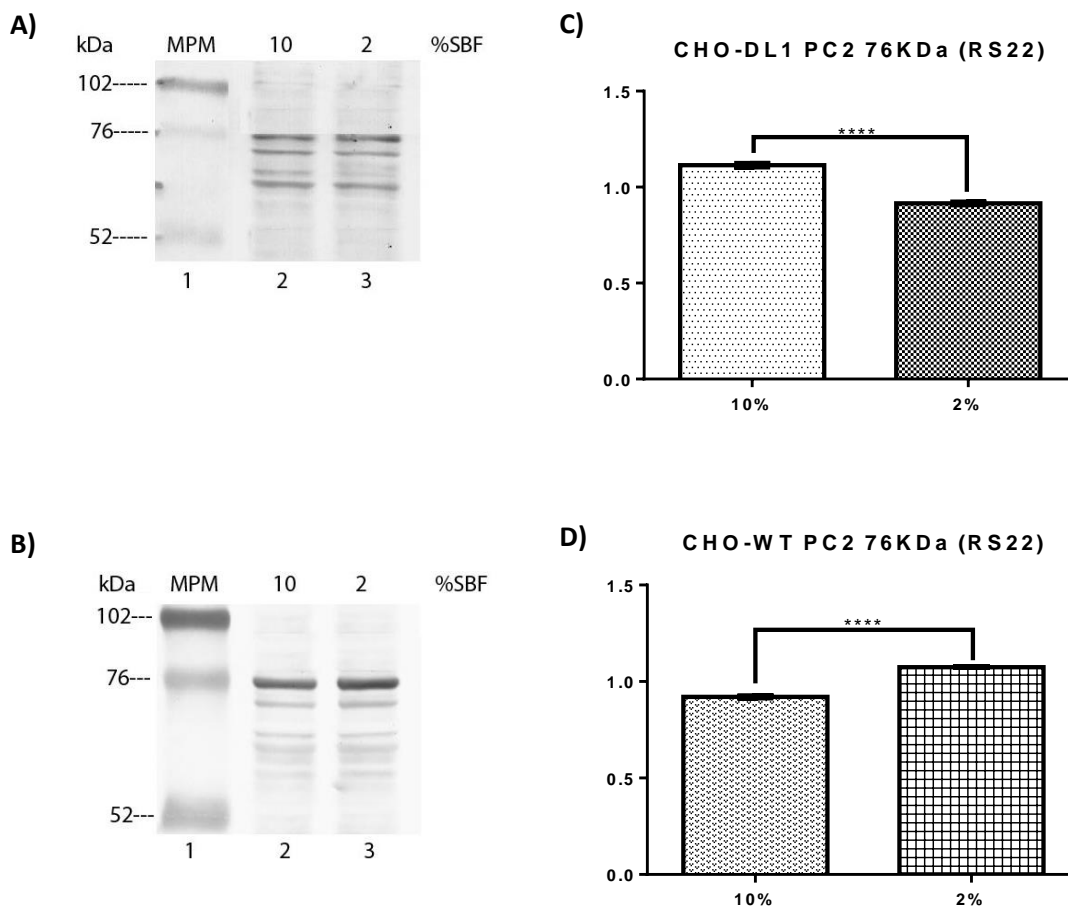 A)
kDa MPM 10 2 %SBF
102-----
76-----
52-----
1 2 3
C)
CHO-DL1 PC2 76KDa (RS22)
1.5
****
1.0
0.5
0.0
10% 2%
B)
kDa MPM 10 2 %SBF
102---
76---
52---
1 2 3
D)
CHO-WT PC2 76KDa (RS22)
1.5
****
1.0
0.5
0.0
10% 2%